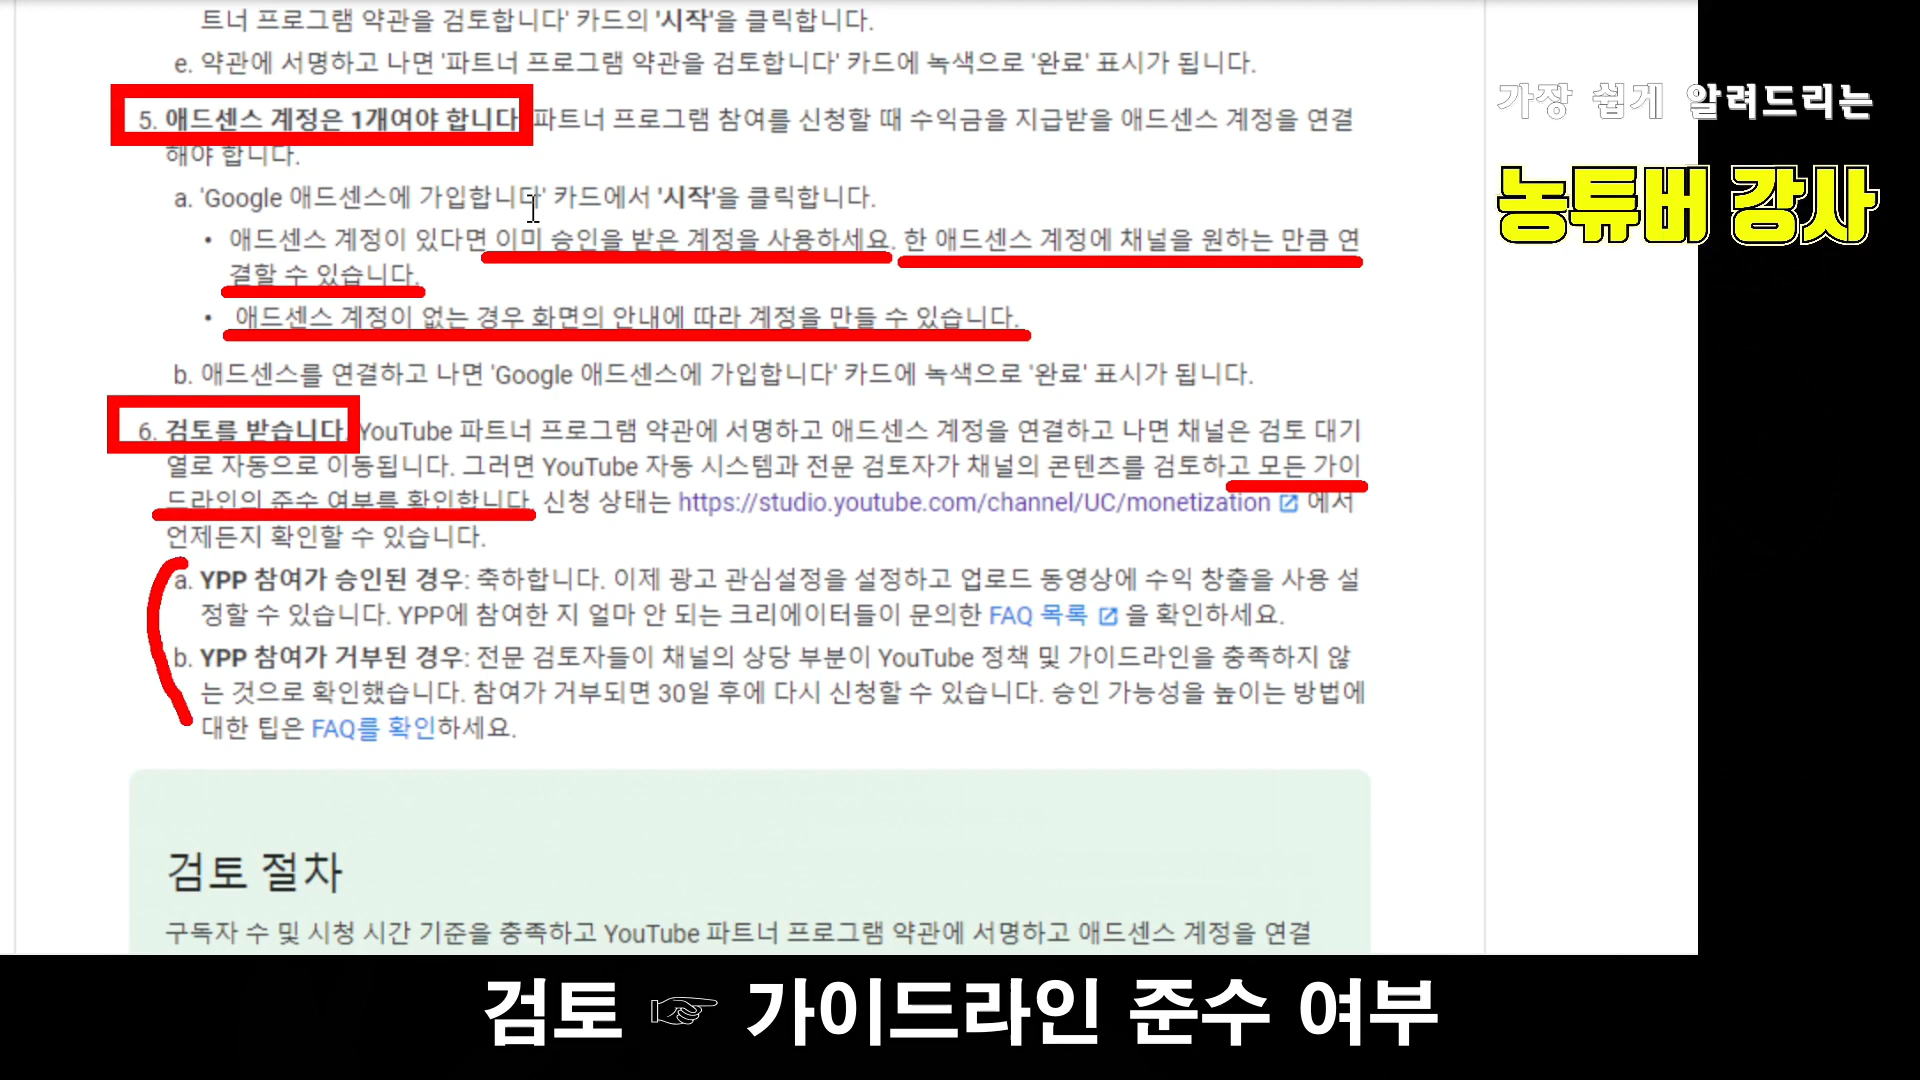 트너 프로그램 약관을 검토합니다' 카드의 '시작'을 클릭합니다.
e. 약관에 서명하고 나면 '파트너 프로그램 약관을 검토합니다' 카드에 녹색으로 '완료' 표시가 됩니다.
5. 애드센스 계정은 1개여야 합니다 파트너 프로그램 참여를 신청할 때 수익금을 지급받을 애드센스 계정을 연결
해야 합니다.
a. 'Google 애드센스에 가입합니다' 카드에서 '시작'을 클릭합니다.
• 애드센스 계정이 있다면 이미 승인을 받은 계정을 사용하세요. 한 애드센스 계정에 채널을 원하는 만큼 연
결할 수 있습니다.
• 애드센스 계정이 없는 경우 화면의 안내에 따라 계정을 만들 수 있습니다.
b. 애드센스를 연결하고 나면 'Google 애드센스에 가입합니다' 카드에 녹색으로 '완료' 표시가 됩니다.
6. 검토를 받습니다. YouTube 파트너 프로그램 약관에 서명하고 애드센스 계정을 연결하고 나면 채널은 검토 대기
열로 자동으로 이동됩니다. 그러면 YouTube 자동 시스템과 전문 검토자가 채널의 콘텐츠를 검토하고 모든 가이
드라인의 준수 여부를 확인합니다. 신청 상태는 https://studio.youtube.com/channel/UC/monetization 에서
언제든지 확인할 수 있습니다.
a. YPP 참여가 승인된 경우: 축하합니다. 이제 광고 관심설정을 설정하고 업로드 동영상에 수익 창출을 사용 설
정할 수 있습니다. YPP에 참여한 지 얼마 안 되는 크리에이터들이 문의한 FAQ 목록 을 확인하세요.
b. YPP 참여가 거부된 경우: 전문 검토자들이 채널의 상당 부분이 YouTube 정책 및 가이드라인을 충족하지 않
는 것으로 확인했습니다. 참여가 거부되면 30일 후에 다시 신청할 수 있습니다. 승인 가능성을 높이는 방법에
대한 팁은 FAQ를 확인하세요.
검토 절차
구독자 수 및 시청 시간 기준을 충족하고 YouTube 파트너 프로그램 약관에 서명하고 애드센스 계정을 연결
가장 쉽게 알려드리는
농튜버 강사
검토 ☞ 가이드라인 준수 여부